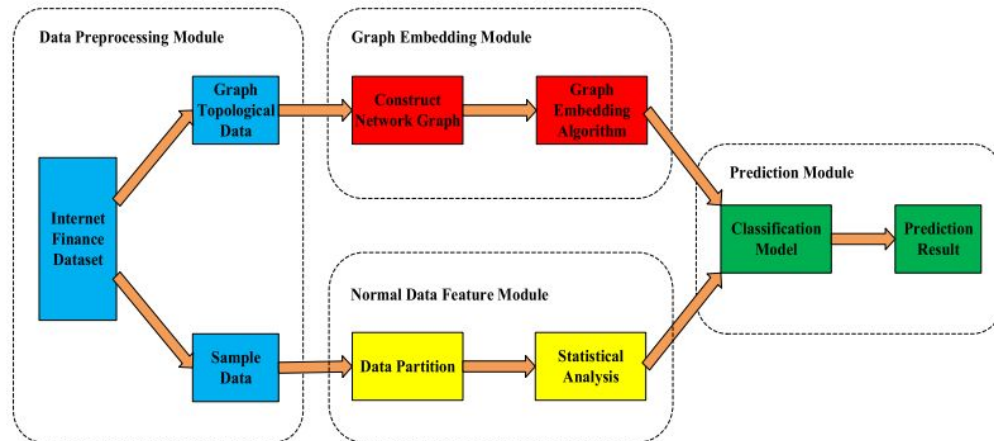 Data Preprocessing Module
Graph
Topological
Data
Internet
Finance
Dataset
Sample
Data
Graph Embedding Module
Construct
Network Graph
Graph
Embedding
Algorithm
Normal Data Feature Module
Data Partition
Statistical
Analysis
Prediction Module
Classification
Model
Prediction
Result